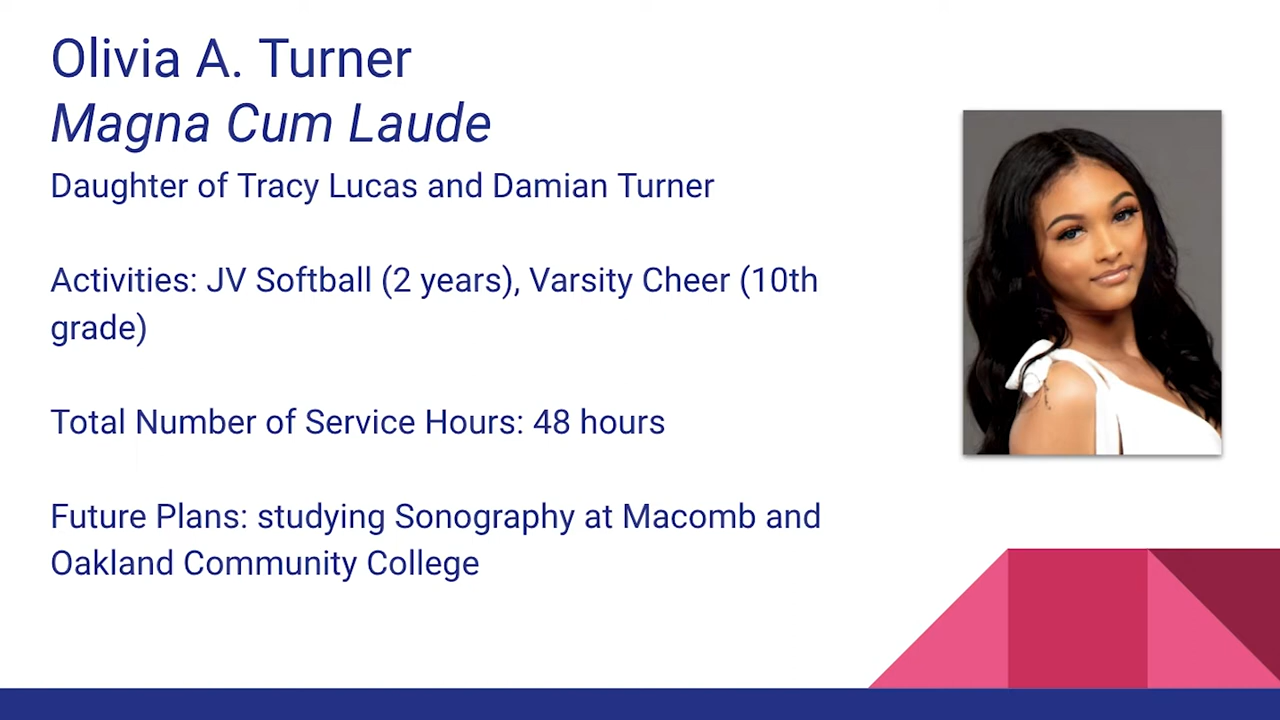 Olivia A. Turner
Magna Cum Laude
Daughter of Tracy Lucas and Damian Turner
Activities: JV Softball (2 years), Varsity Cheer (10th
grade)
Total Number of Service Hours: 48 hours
Future Plans: studying Sonography at Macomb and
Oakland Community College